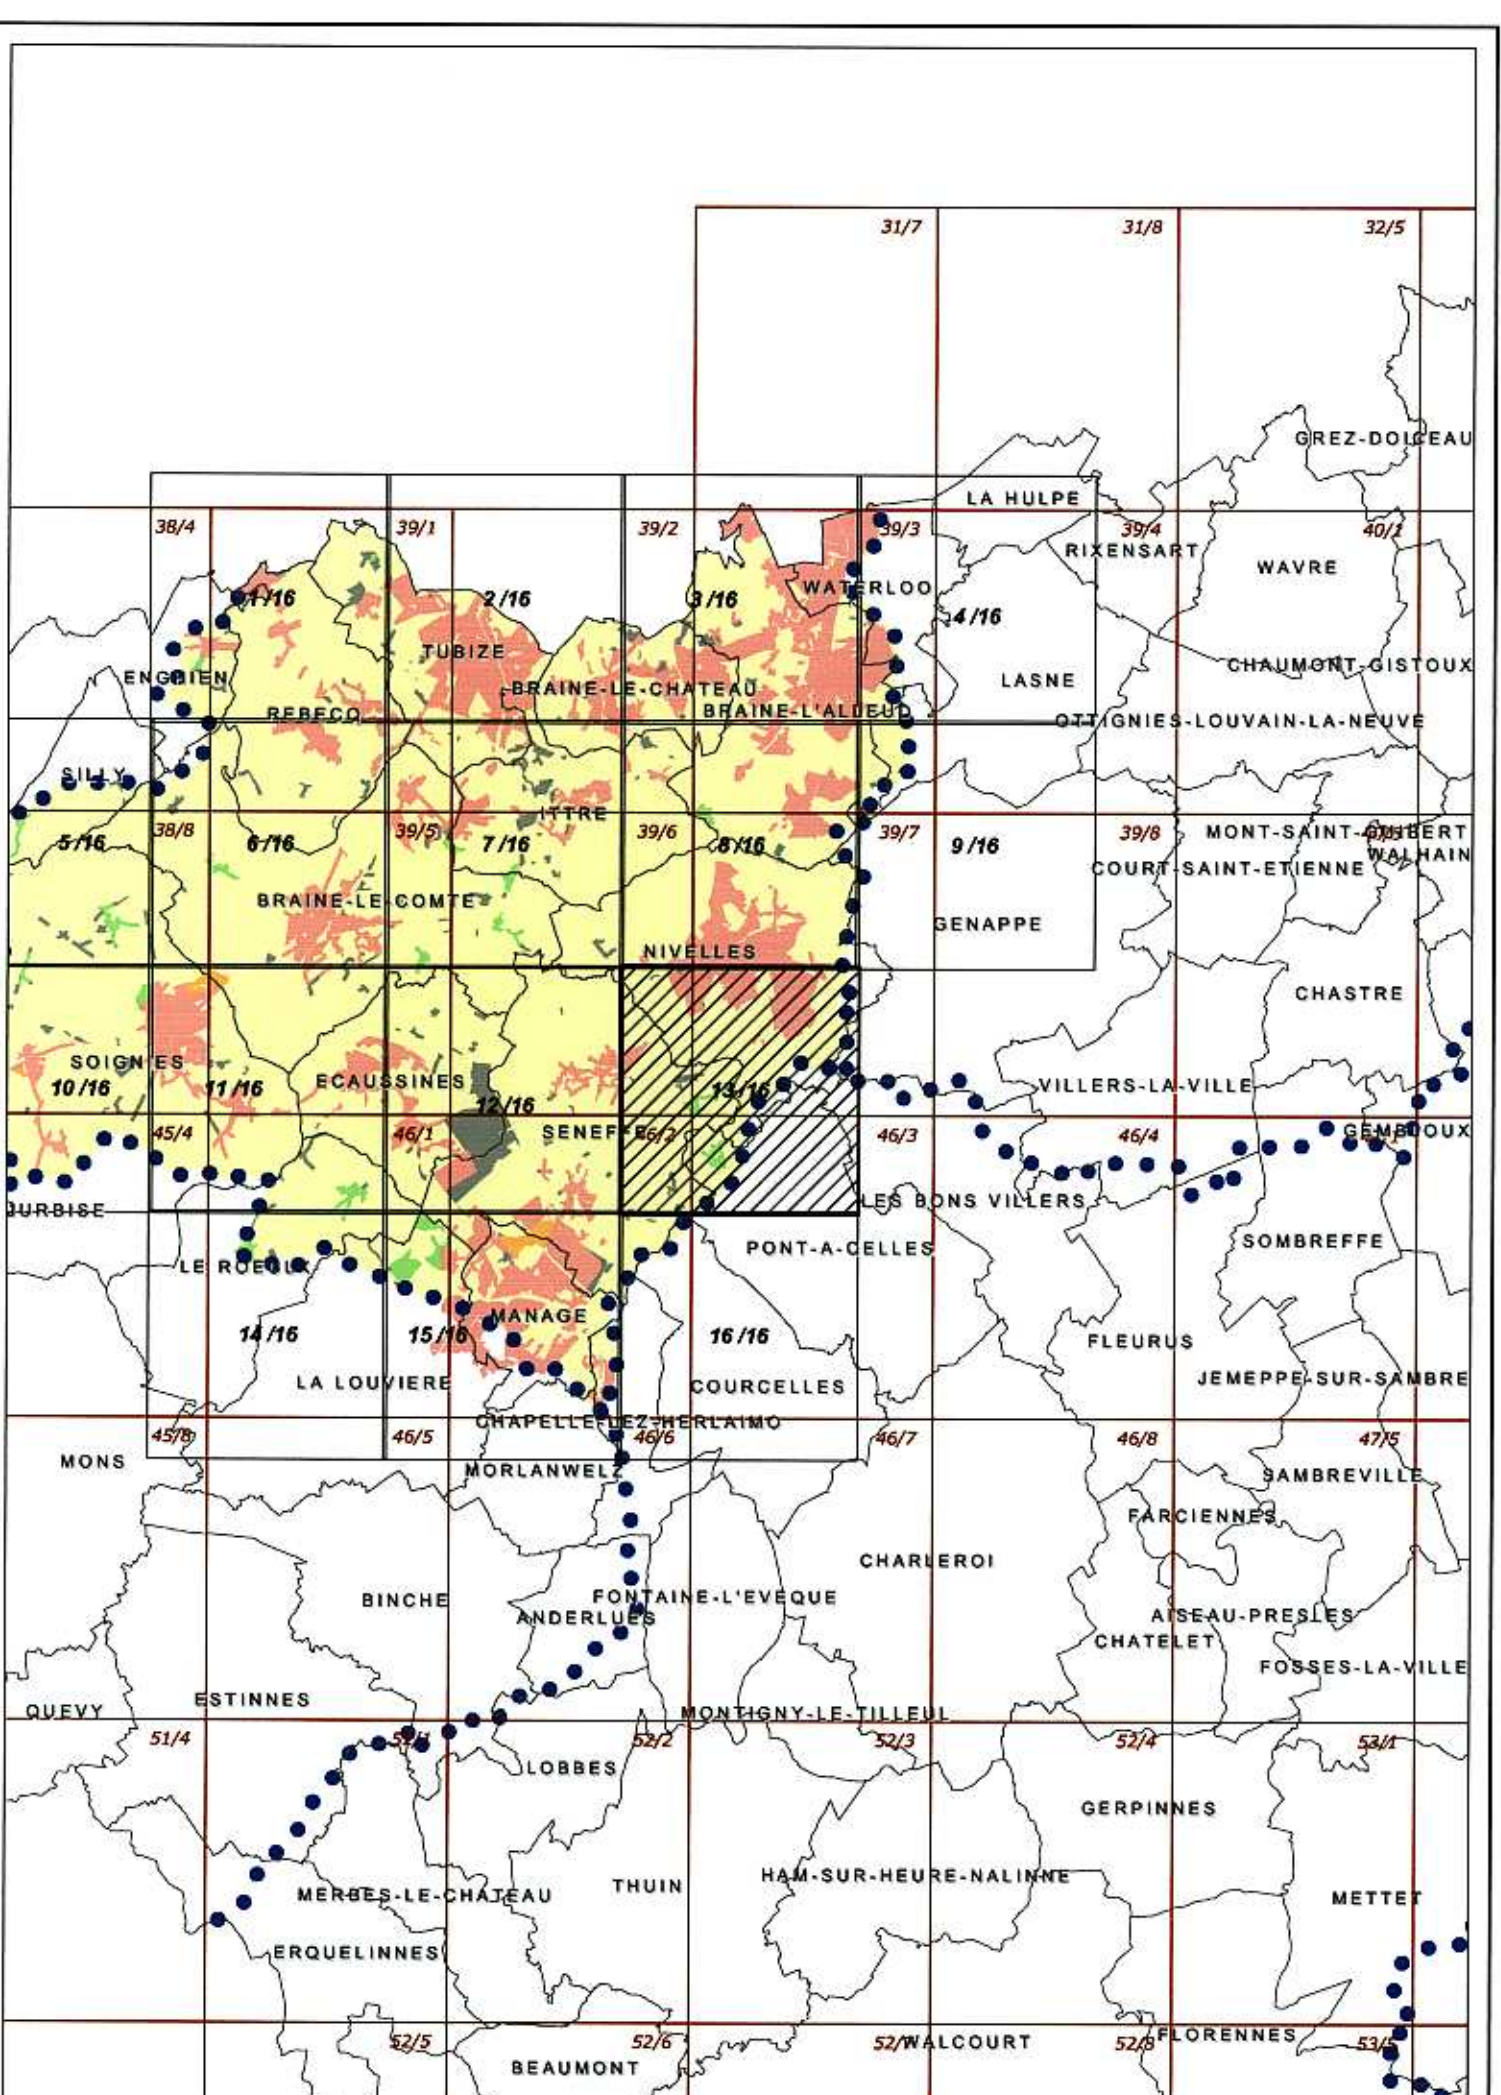 31/7 31/8 32/5
GREZ-DOICEAU
LA HULPE
38/4 39/1 39/2 39/3 39/4 40/1
RIXENSART
WAVRE
WATERLOO
1/16 2/16 3/16
4/16
TUBIZE
CHAUMONT-GISTOUX
ENGHIEN
LASNE
BRAINE-LE-CHATEAU
REBECQ BRAINE-L'ALLEUD
OTTIGNIES-LOUVAIN-LA-NEUVE
SILLY
ITTRE
38/8 39/5 39/6 39/7 39/8 MONT-SAINT-GUIBERT
5/16 6/16 7/16 8/16 9/16
WALHAIN
COURT-SAINT-ETIENNE
BRAINE-LE-COMTE
GENAPPE
NIVELLES
CHASTRE
SOIGNIES
ECAUSSINES
10/16 11/16 13/16 VILLERS-LA-VILLE
12/16
45/4 46/1 SENEFFE 46/2 46/3 46/4 GEMBLOUX
JURBISE LES BONS VILLERS
PONT-A-CELLES SOMBREFFE
LE ROEULX
MANAGE
14/16 15/16 16/16
FLEURUS
LA LOUVIERE COURCELLES JEMEPPE-SUR-SAMBRE
CHAPELLE-LEZ-HERLAIMO
45/8 46/5 46/6 46/7 46/8 47/5
MONS
MORLANWELZ SAMBREVILLE
FARCIENNES
CHARLEROI
BINCHE FONTAINE-L'EVEQUE
ANDERLUES AISEAU-PRESLES
CHATELET
FOSSES-LA-VILLE
ESTINNES
QUEVY MONTIGNY-LE-TILLEUL
51/4 52/2 52/3 52/4 53/1
LOBBES
GERPINNES
THUIN HAM-SUR-HEURE-NALINNE
MERBES-LE-CHATEAU METTET
ERQUELINNES
52/5 52/6 WALCOURT 52/8 FLORENNES 53/5
BEAUMONT